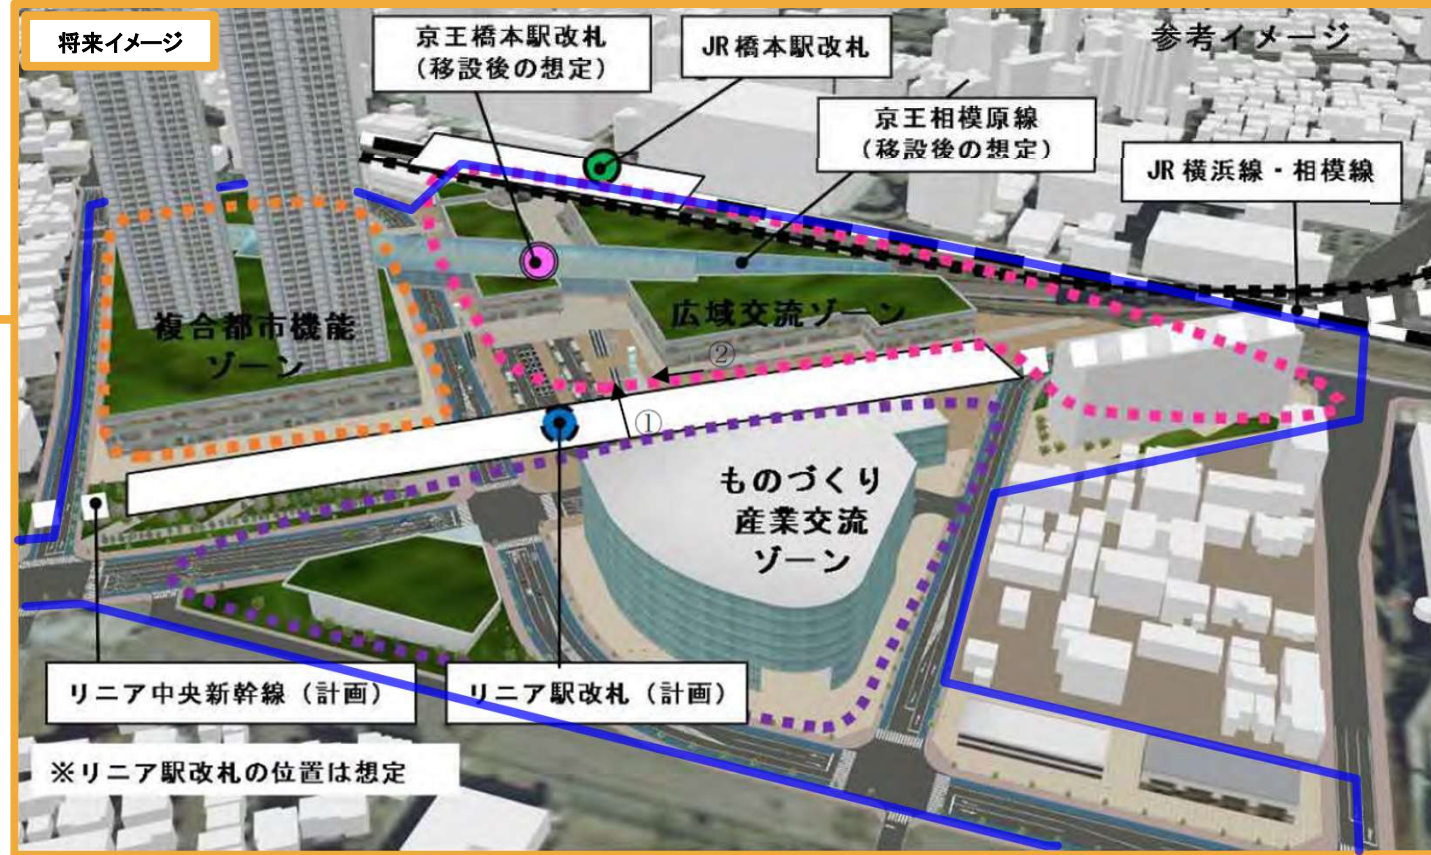 将来イメージ
京王橋本駅改札
(移設後の想定)
JR橋本駅改札
参考イメージ
京王相模原線
(移設後の想定)
JR横浜線・相模線
複合都市機能
ゾーン
広域交流ゾーン
②
①
ものづくり
産業交流
ゾーン
リニア中央新幹線（計画）
リニア駅改札（計画）
※リニア駅改札の位置は想定